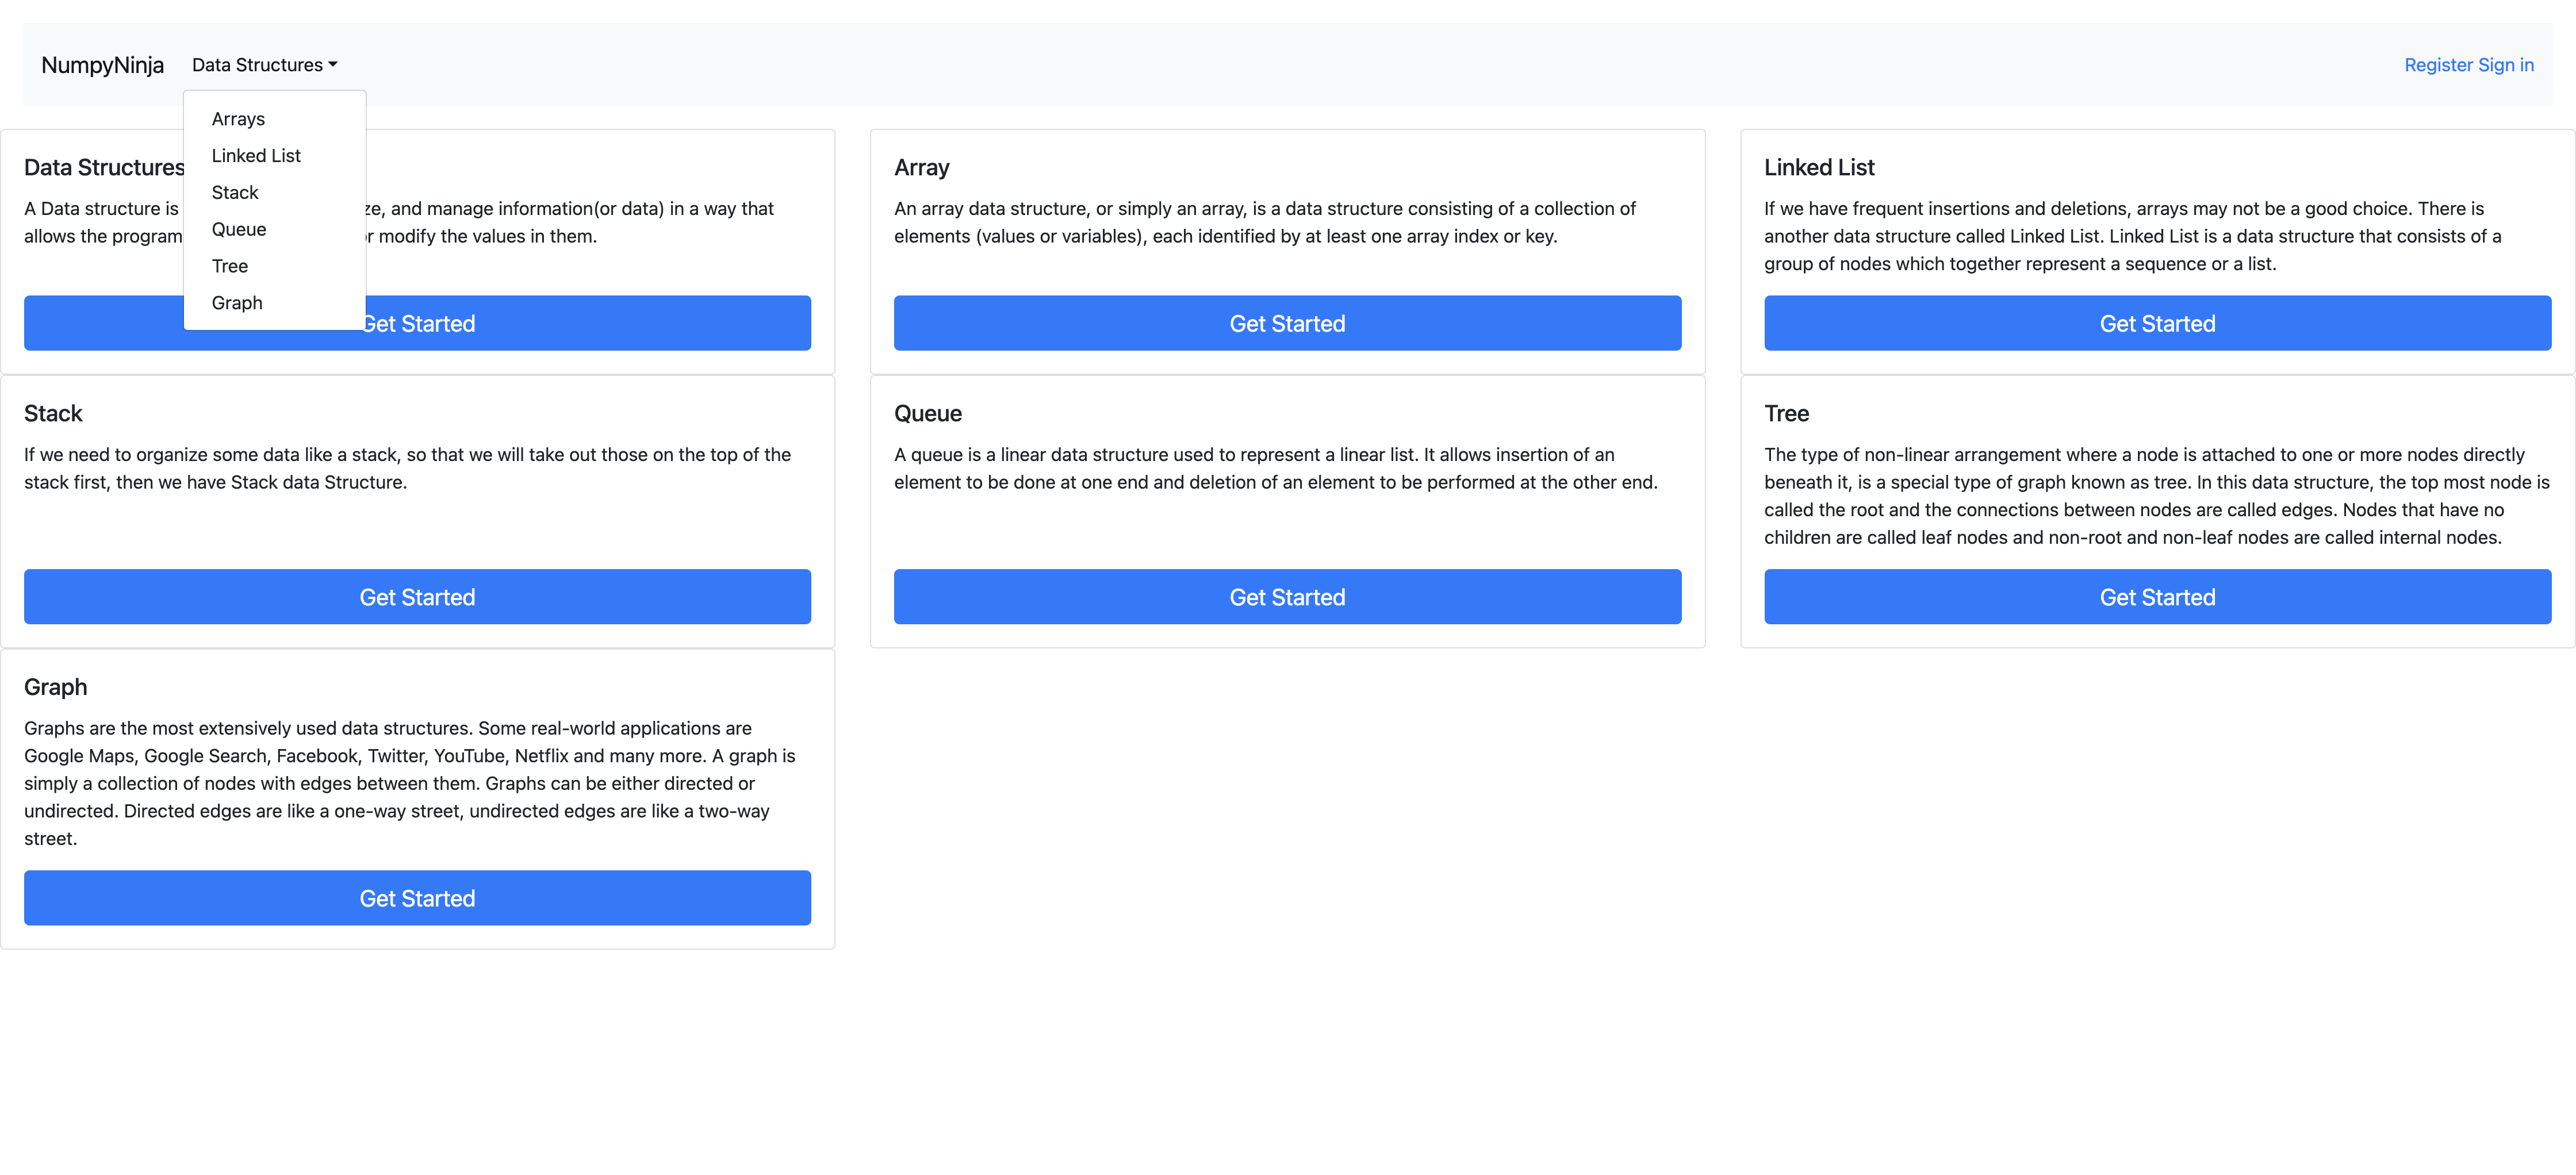 NumpyNinja Data Structures Register Sign in
Arrays
Linked List
Stack
Queue
Tree
Graph
Data Structures
A Data structure is ze, and manage information(or data) in a way that
allows the program r modify the values in them.
Get Started
Array
An array data structure, or simply an array, is a data structure consisting of a collection of
elements (values or variables), each identified by at least one array index or key.
Get Started
Linked List
If we have frequent insertions and deletions, arrays may not be a good choice. There is
another data structure called Linked List. Linked List is a data structure that consists of a
group of nodes which together represent a sequence or a list.
Get Started
Stack
If we need to organize some data like a stack, so that we will take out those on the top of the
stack first, then we have Stack data Structure.
Get Started
Queue
A queue is a linear data structure used to represent a linear list. It allows insertion of an
element to be done at one end and deletion of an element to be performed at the other end.
Get Started
Tree
The type of non-linear arrangement where a node is attached to one or more nodes directly
beneath it, is a special type of graph known as tree. In this data structure, the top most node is
called the root and the connections between nodes are called edges. Nodes that have no
children are called leaf nodes and non-root and non-leaf nodes are called internal nodes.
Get Started
Graph
Graphs are the most extensively used data structures. Some real-world applications are
Google Maps, Google Search, Facebook, Twitter, YouTube, Netflix and many more. A graph is
simply a collection of nodes with edges between them. Graphs can be either directed or
undirected. Directed edges are like a one-way street, undirected edges are like a two-way
street.
Get Started